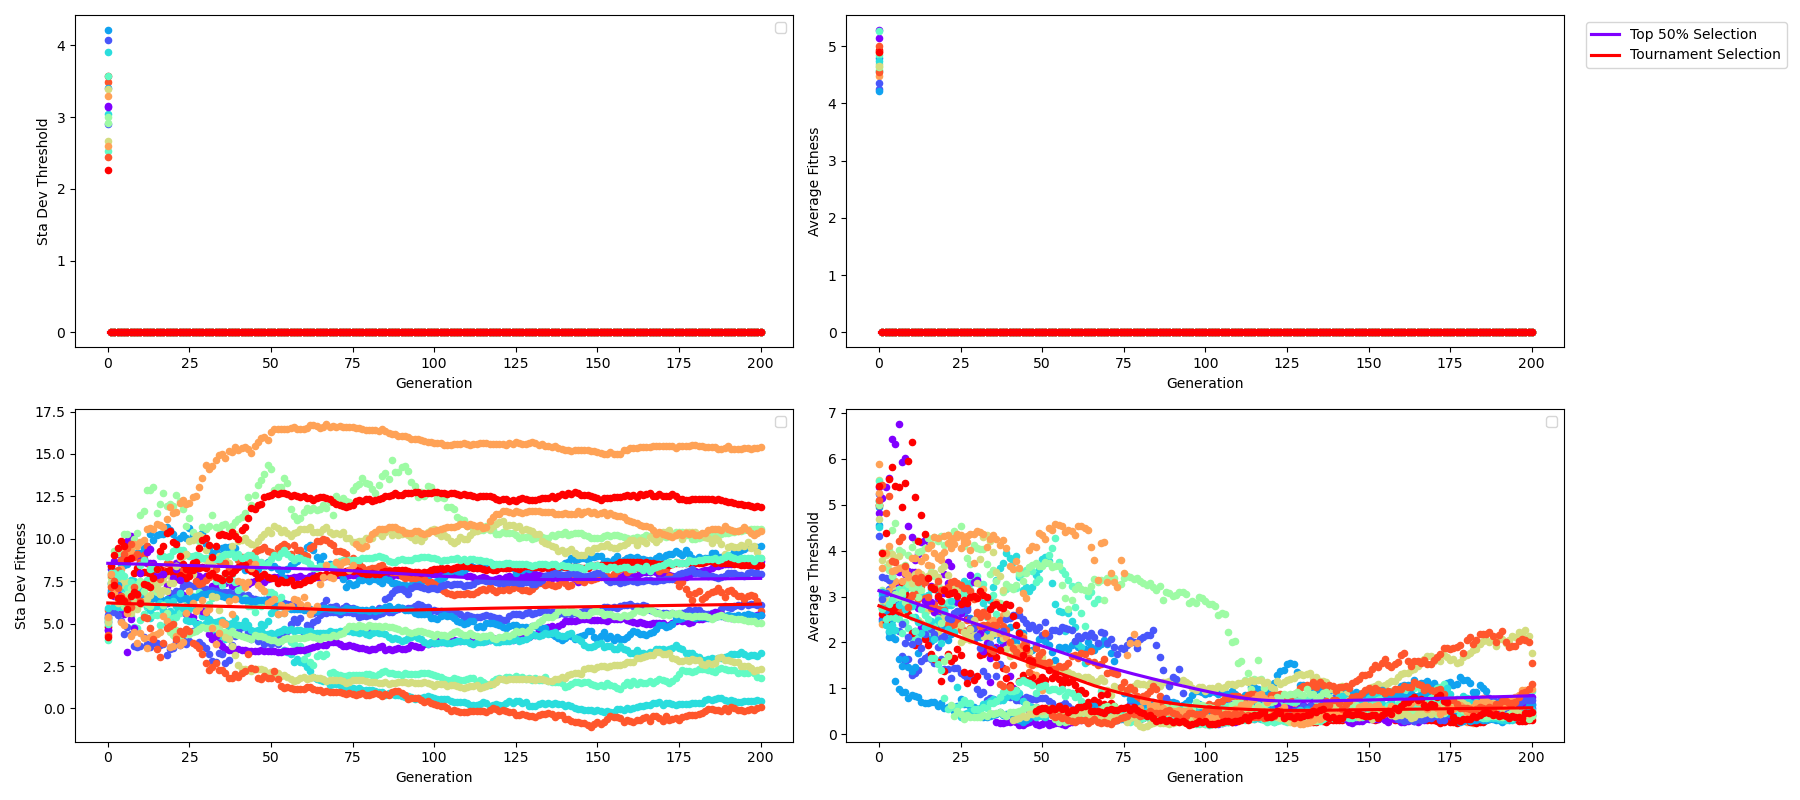 Top 50% Selection
Tournament Selection
Sta Dev Threshold
4
3
2
1
0
0 25 50 75 100 125 150 175 200
Generation
Average Fitness
5
4
3
2
1
0
0 25 50 75 100 125 150 175 200
Generation
Sta Dev Fitness
17.5
15.0
12.5
10.0
7.5
5.0
2.5
0.0
0 25 50 75 100 125 150 175 200
Generation
Average Threshold
7
6
5
4
3
2
1
0
0 25 50 75 100 125 150 175 200
Generation